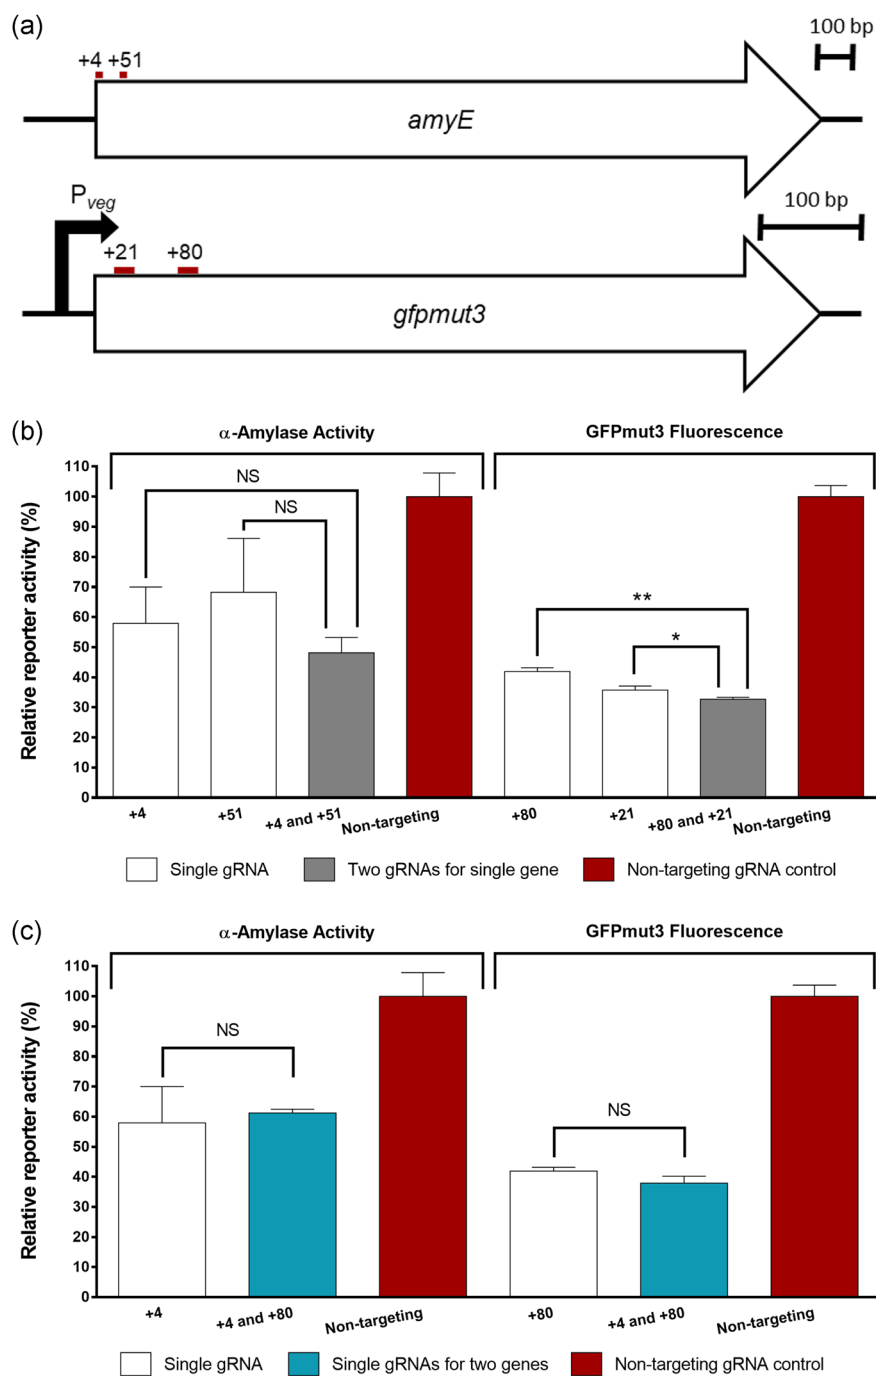 (a)
100 bp
+4 +51
amyE
Pveg
100 bp
+21 +80
gfpmut3
(b)
α-Amylase Activity GFPmut3 Fluorescence
Relative reporter activity (%)
110
100
90
80
70
60
50
40
30
20
10
0
NS
NS
**
*
+4 +51 +4 and +51 Non-targeting +80 +21 +80 and +21 Non-targeting
Single gRNA Two gRNAs for single gene Non-targeting gRNA control
(c)
α-Amylase Activity GFPmut3 Fluorescence
Relative reporter activity (%)
110
100
90
80
70
60
50
40
30
20
10
0
NS
NS
+4 +4 and +80 Non-targeting +80 +4 and +80 Non-targeting
Single gRNA Single gRNAs for two genes Non-targeting gRNA control